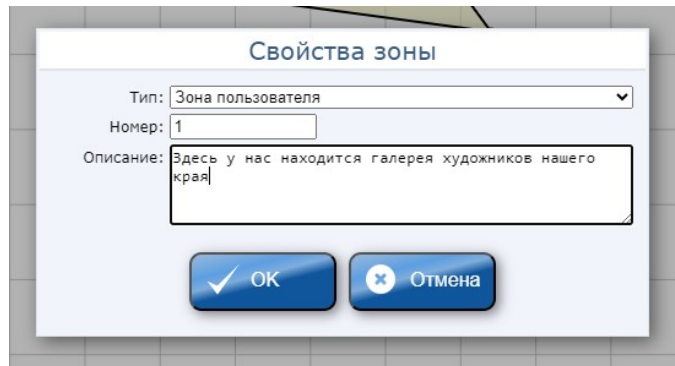 Свойства зоны
Тип: Зона пользователя
Номер: 1
Описание: Здесь у нас находится галерея художников нашего
края
OK Отмена